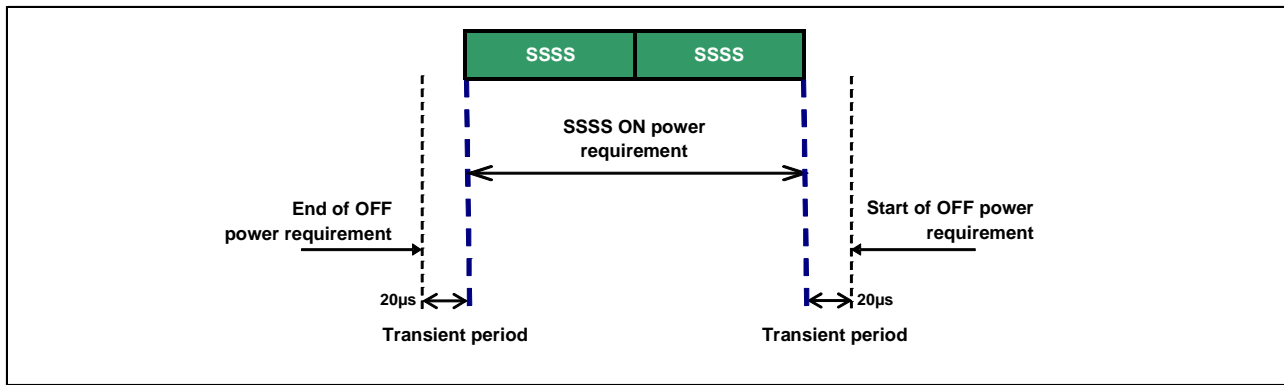 SSSS SSSS
SSSS ON power
requirement
End of OFF
power requirement
Start of OFF power
requirement
20µs
20µs
Transient period
Transient period